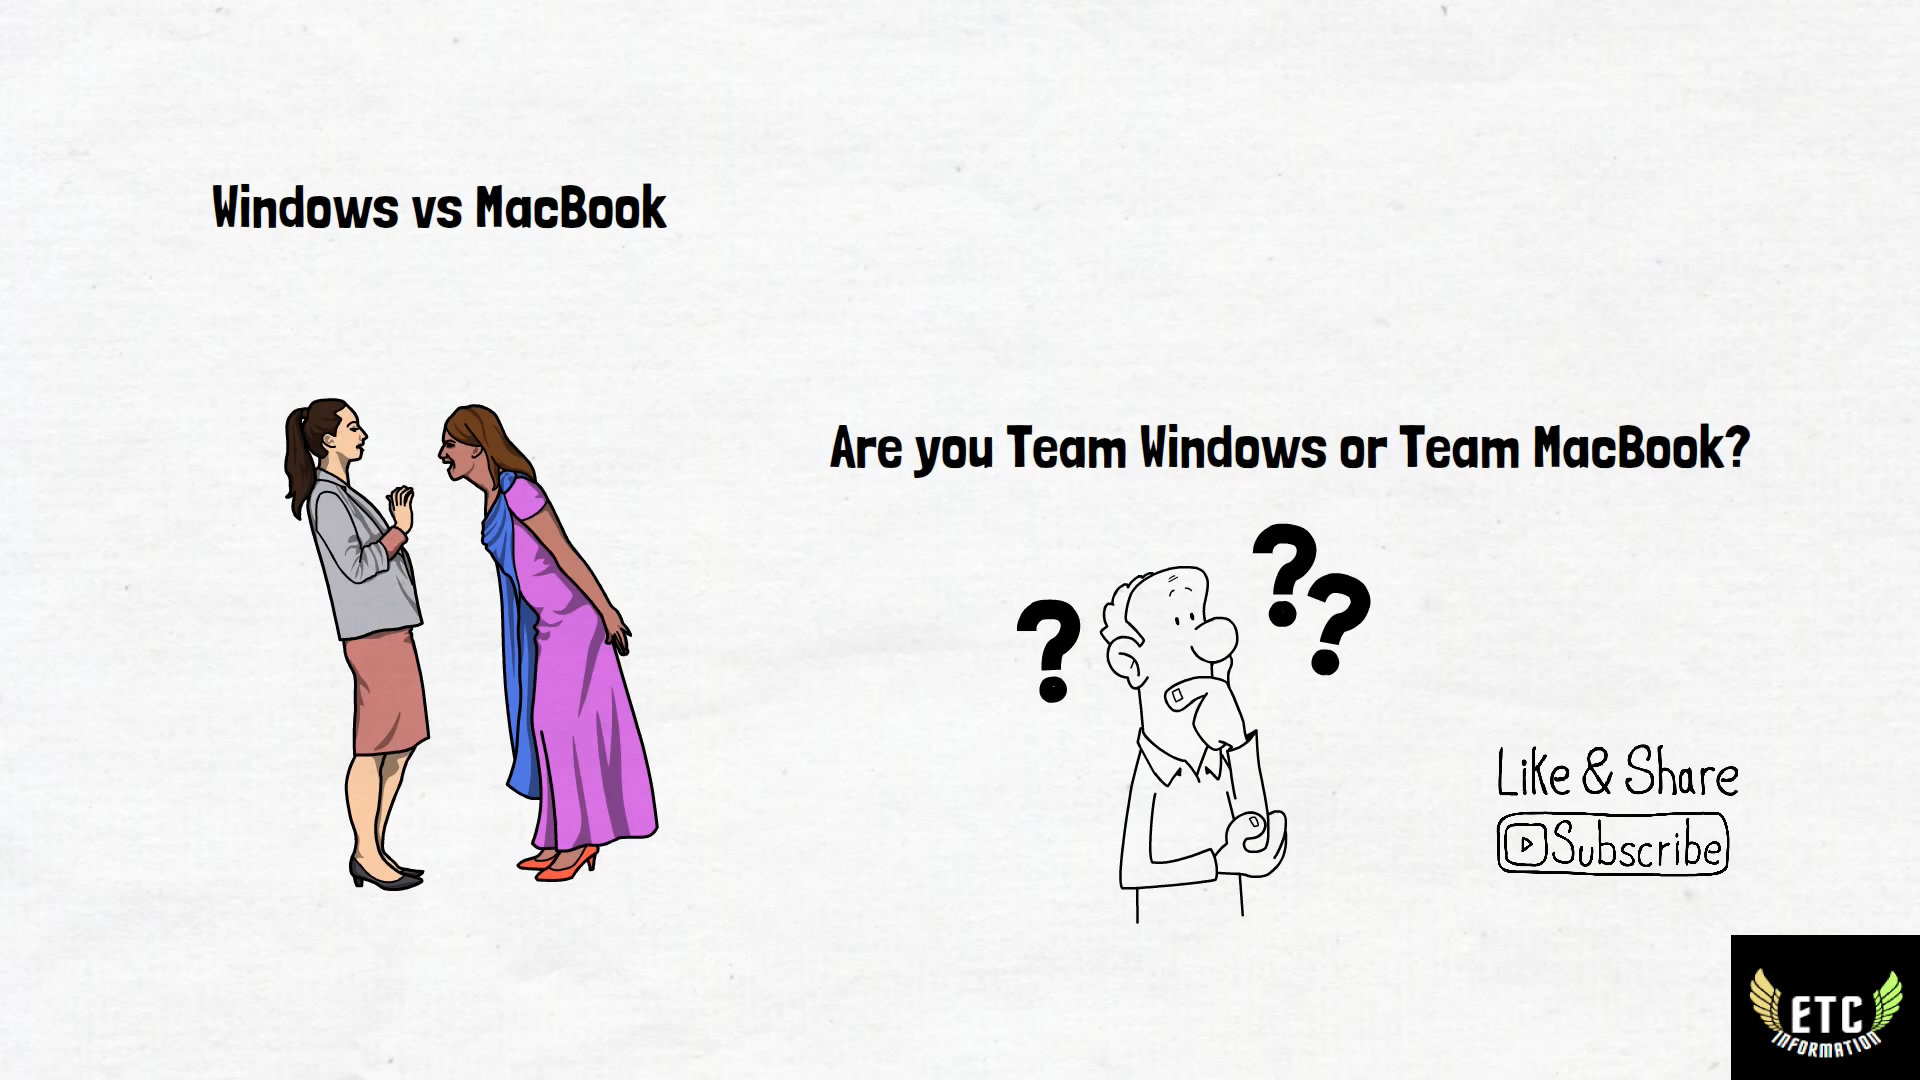 Windows vs MacBook
Are you Team Windows or Team MacBook?
? ? ?
Like & Share
Subscribe
ETC
INFORMATION